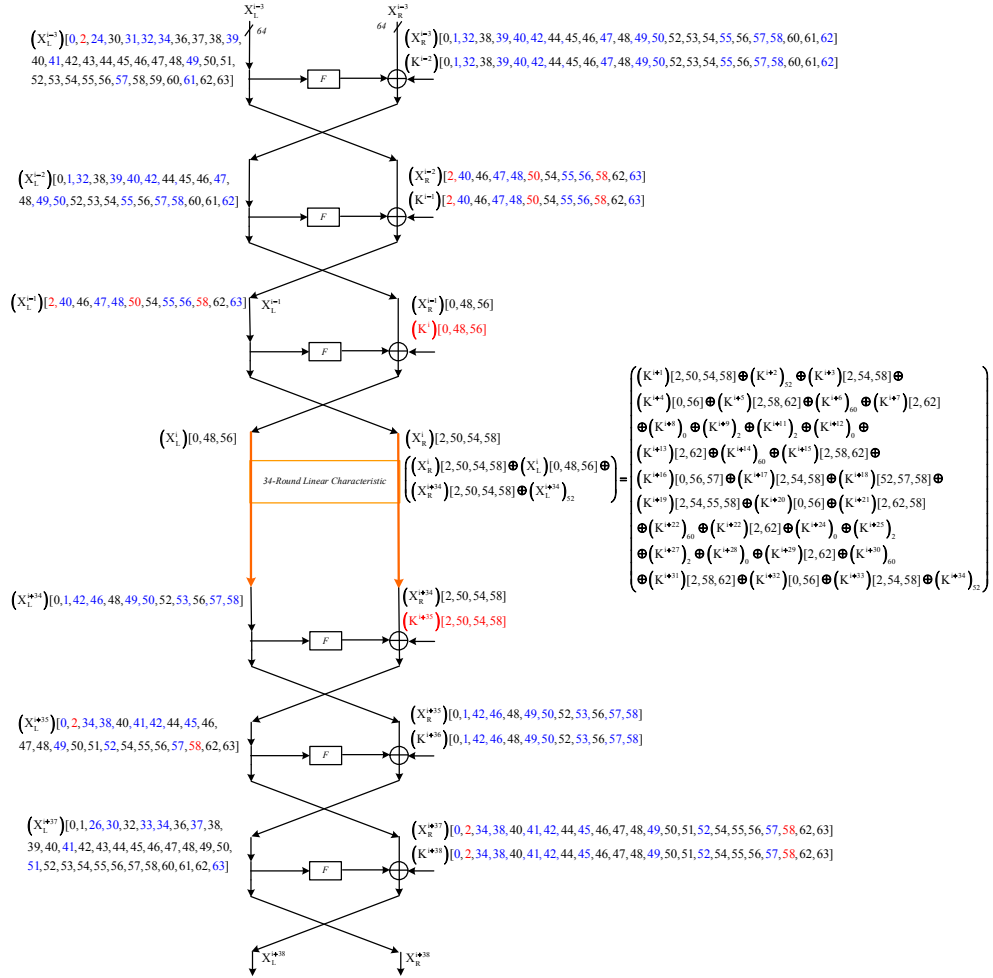 X_L^{i-3} X_R^{i-3}
64 64
(X_L^{i-3})[0,2,24,30,31,32,34,36,37,38,39,
40,41,42,43,44,45,46,47,48,49,50,51,
52,53,54,55,56,57,58,59,60,61,62,63]
(X_R^{i-3})[0,1,32,38,39,40,42,44,45,46,47,48,49,50,52,53,54,55,56,57,58,60,61,62]
(K^{i-2})[0,1,32,38,39,40,42,44,45,46,47,48,49,50,52,53,54,55,56,57,58,60,61,62]
F
(X_L^{i-2})[0,1,32,38,39,40,42,44,45,46,47,
48,49,50,52,53,54,55,56,57,58,60,61,62]
(X_R^{i-2})[2,40,46,47,48,50,54,55,56,58,62,63]
(K^{i-1})[2,40,46,47,48,50,54,55,56,58,62,63]
F
(X_L^{i-1})[2,40,46,47,48,50,54,55,56,58,62,63] X_L^{i-1}
(X_R^{i-1})[0,48,56]
(K^i)[0,48,56]
F
(X_L^i)[0,48,56]
(X_R^i)[2,50,54,58]
34-Round Linear Characteristic
((X_R^i)[2,50,54,58]⊕(X_L^i)[0,48,56]⊕
(X_R^{i+34})[2,50,54,58]⊕(X_L^{i+34})_52) =
((K^{i+1})[2,50,54,58]⊕(K^{i+2})_52⊕(K^{i+3})[2,54,58]⊕
(K^{i+4})[0,56]⊕(K^{i+5})[2,58,62]⊕(K^{i+6})_60⊕(K^{i+7})[2,62]
⊕(K^{i+8})_0⊕(K^{i+9})_2⊕(K^{i+11})_2⊕(K^{i+12})_0⊕
(K^{i+13})[2,62]⊕(K^{i+14})_60⊕(K^{i+15})[2,58,62]⊕
(K^{i+16})[0,56,57]⊕(K^{i+17})[2,54,58]⊕(K^{i+18})[52,57,58]⊕
(K^{i+19})[2,54,55,58]⊕(K^{i+20})[0,56]⊕(K^{i+21})[2,62,58]
⊕(K^{i+22})_60⊕(K^{i+22})[2,62]⊕(K^{i+24})_0⊕(K^{i+25})_2
⊕(K^{i+27})_2⊕(K^{i+28})_0⊕(K^{i+29})[2,62]⊕(K^{i+30})_60
⊕(K^{i+31})[2,58,62]⊕(K^{i+32})[0,56]⊕(K^{i+33})[2,54,58]⊕(K^{i+34})_52)
(X_L^{i+34})[0,1,42,46,48,49,50,52,53,56,57,58]
(X_R^{i+34})[2,50,54,58]
(K^{i+35})[2,50,54,58]
F
(X_L^{i+35})[0,2,34,38,40,41,42,44,45,46,
47,48,49,50,51,52,54,55,56,57,58,62,63]
(X_R^{i+35})[0,1,42,46,48,49,50,52,53,56,57,58]
(K^{i+36})[0,1,42,46,48,49,50,52,53,56,57,58]
F
(X_L^{i+37})[0,1,26,30,32,33,34,36,37,38,
39,40,41,42,43,44,45,46,47,48,49,50,
51,52,53,54,55,56,57,58,60,61,62,63]
(X_R^{i+37})[0,2,34,38,40,41,42,44,45,46,47,48,49,50,51,52,54,55,56,57,58,62,63]
(K^{i+38})[0,2,34,38,40,41,42,44,45,46,47,48,49,50,51,52,54,55,56,57,58,62,63]
F
X_L^{i+38} X_R^{i+38}